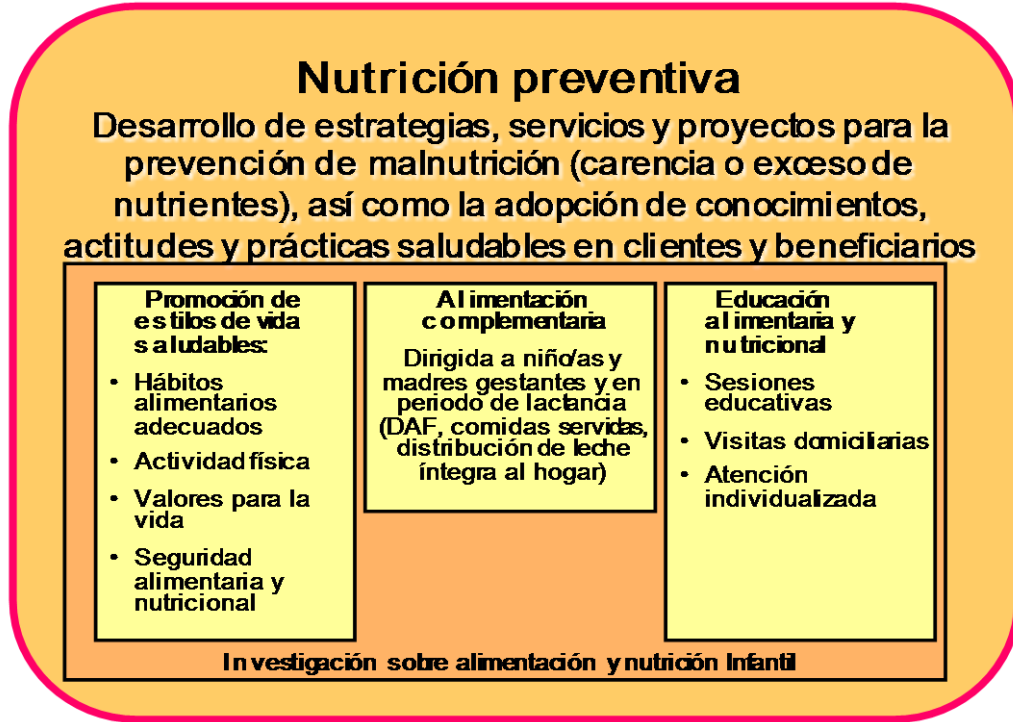 Nutrición preventiva
Desarrollo de estrategias, servicios y proyectos para la
prevención de malnutrición (carencia o exceso de
nutrientes), así como la adopción de conocimientos,
actitudes y prácticas saludables en clientes y beneficiarios
Promoción de
estilos de vida
saludables:
• Hábitos
alimentarios
adecuados
• Actividad física
• Valores para la
vida
• Seguridad
alimentaria y
nutricional
Alimentación
complementaria
Dirigida a niño/as y
madres gestantes y en
periodo de lactancia
(DAF, comidas servidas,
distribución de leche
íntegra al hogar)
Educación
alimentaria y
nutricional
• Sesiones
educativas
• Visitas domiciliarias
• Atención
individualizada
Investigación sobre alimentación y nutrición Infantil